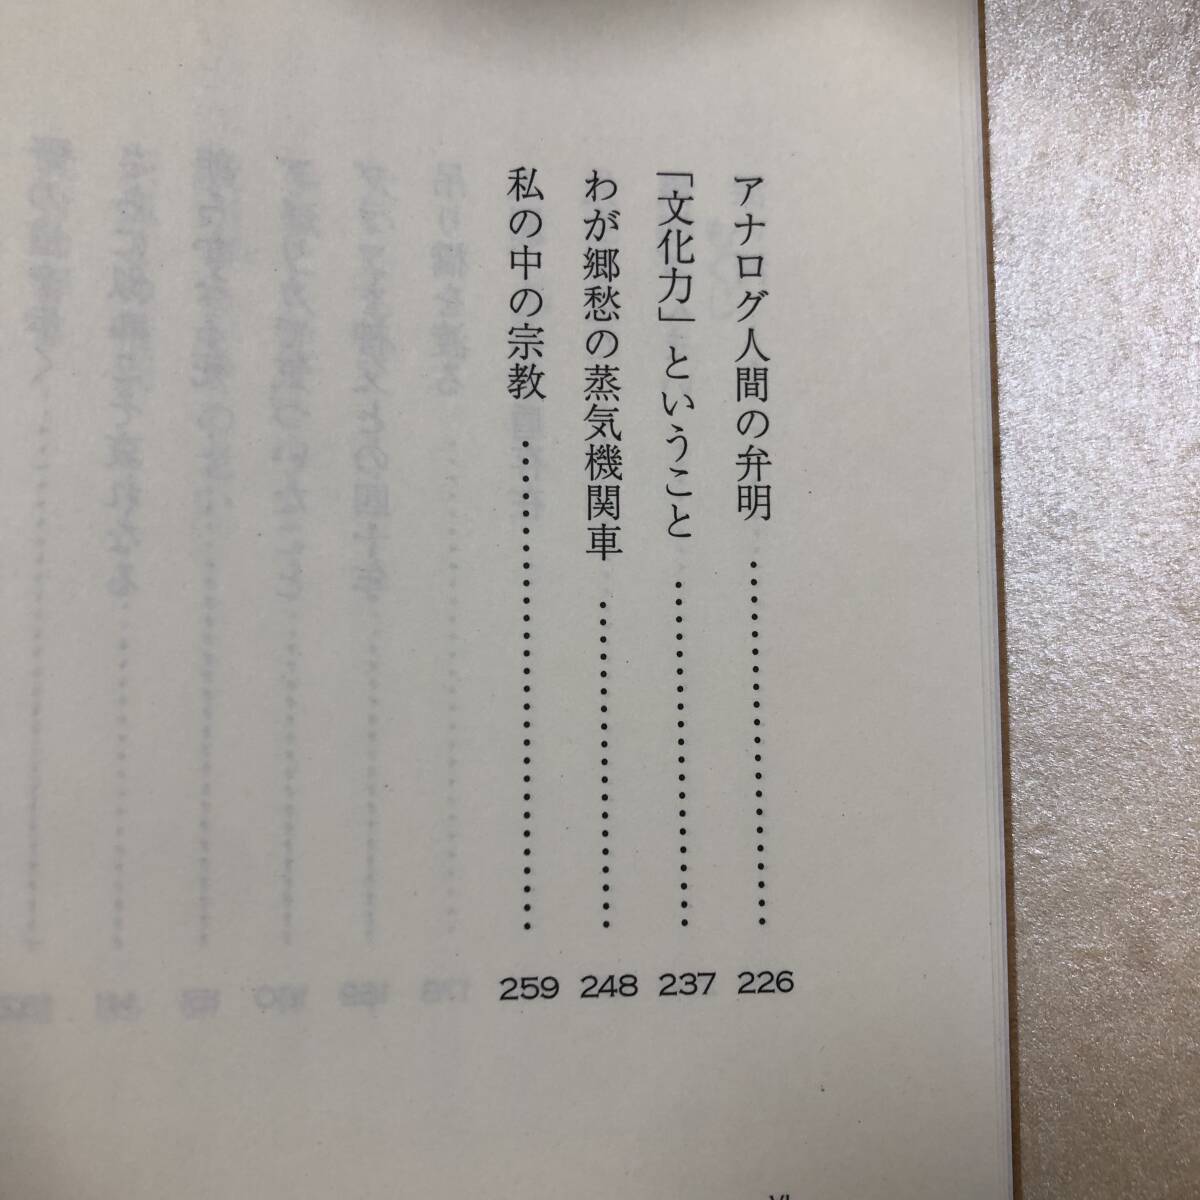 アナログ人間の弁明……………………226
「文化力」ということ……………………237
わが郷愁の蒸気機関車……………………248
私の中の宗教……………………259